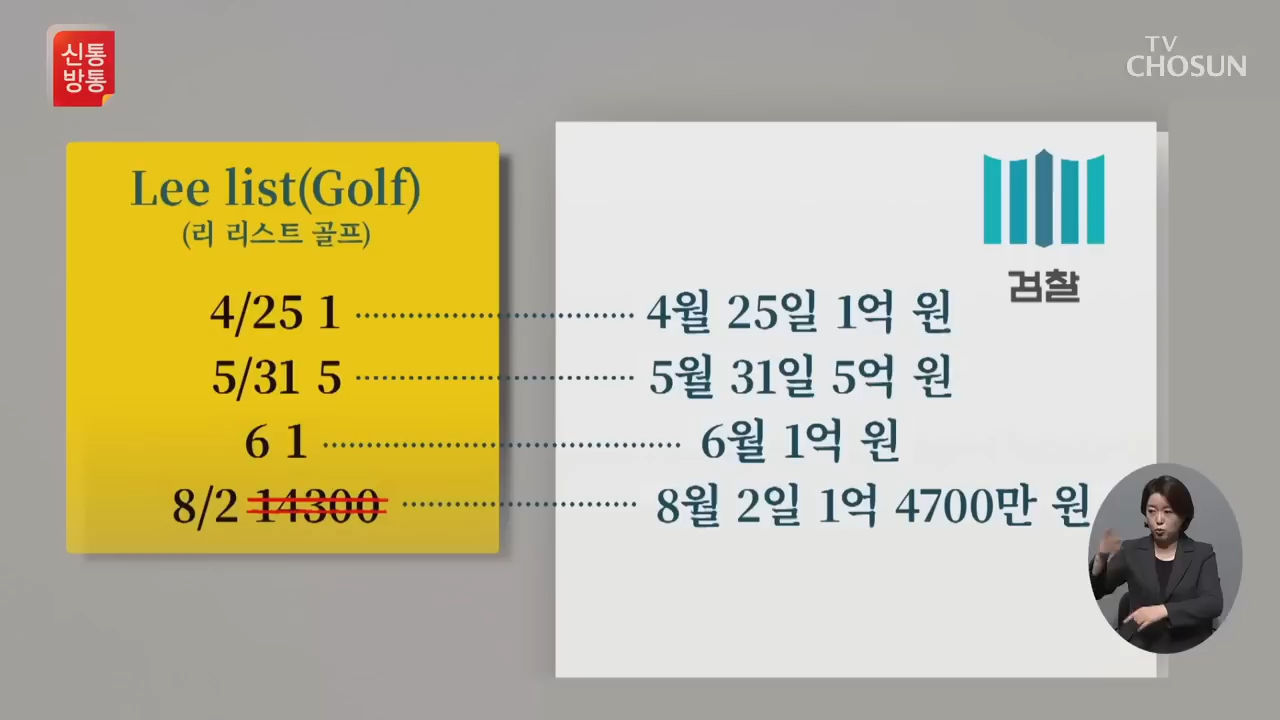 신통
방통
TV
CHOSUN
Lee list(Golf)
(리 리스트 골프)
4/25 1
5/31 5
6 1
8/2 14300
검찰
4월 25일 1억 원
5월 31일 5억 원
6월 1억 원
8월 2일 1억 4700만 원